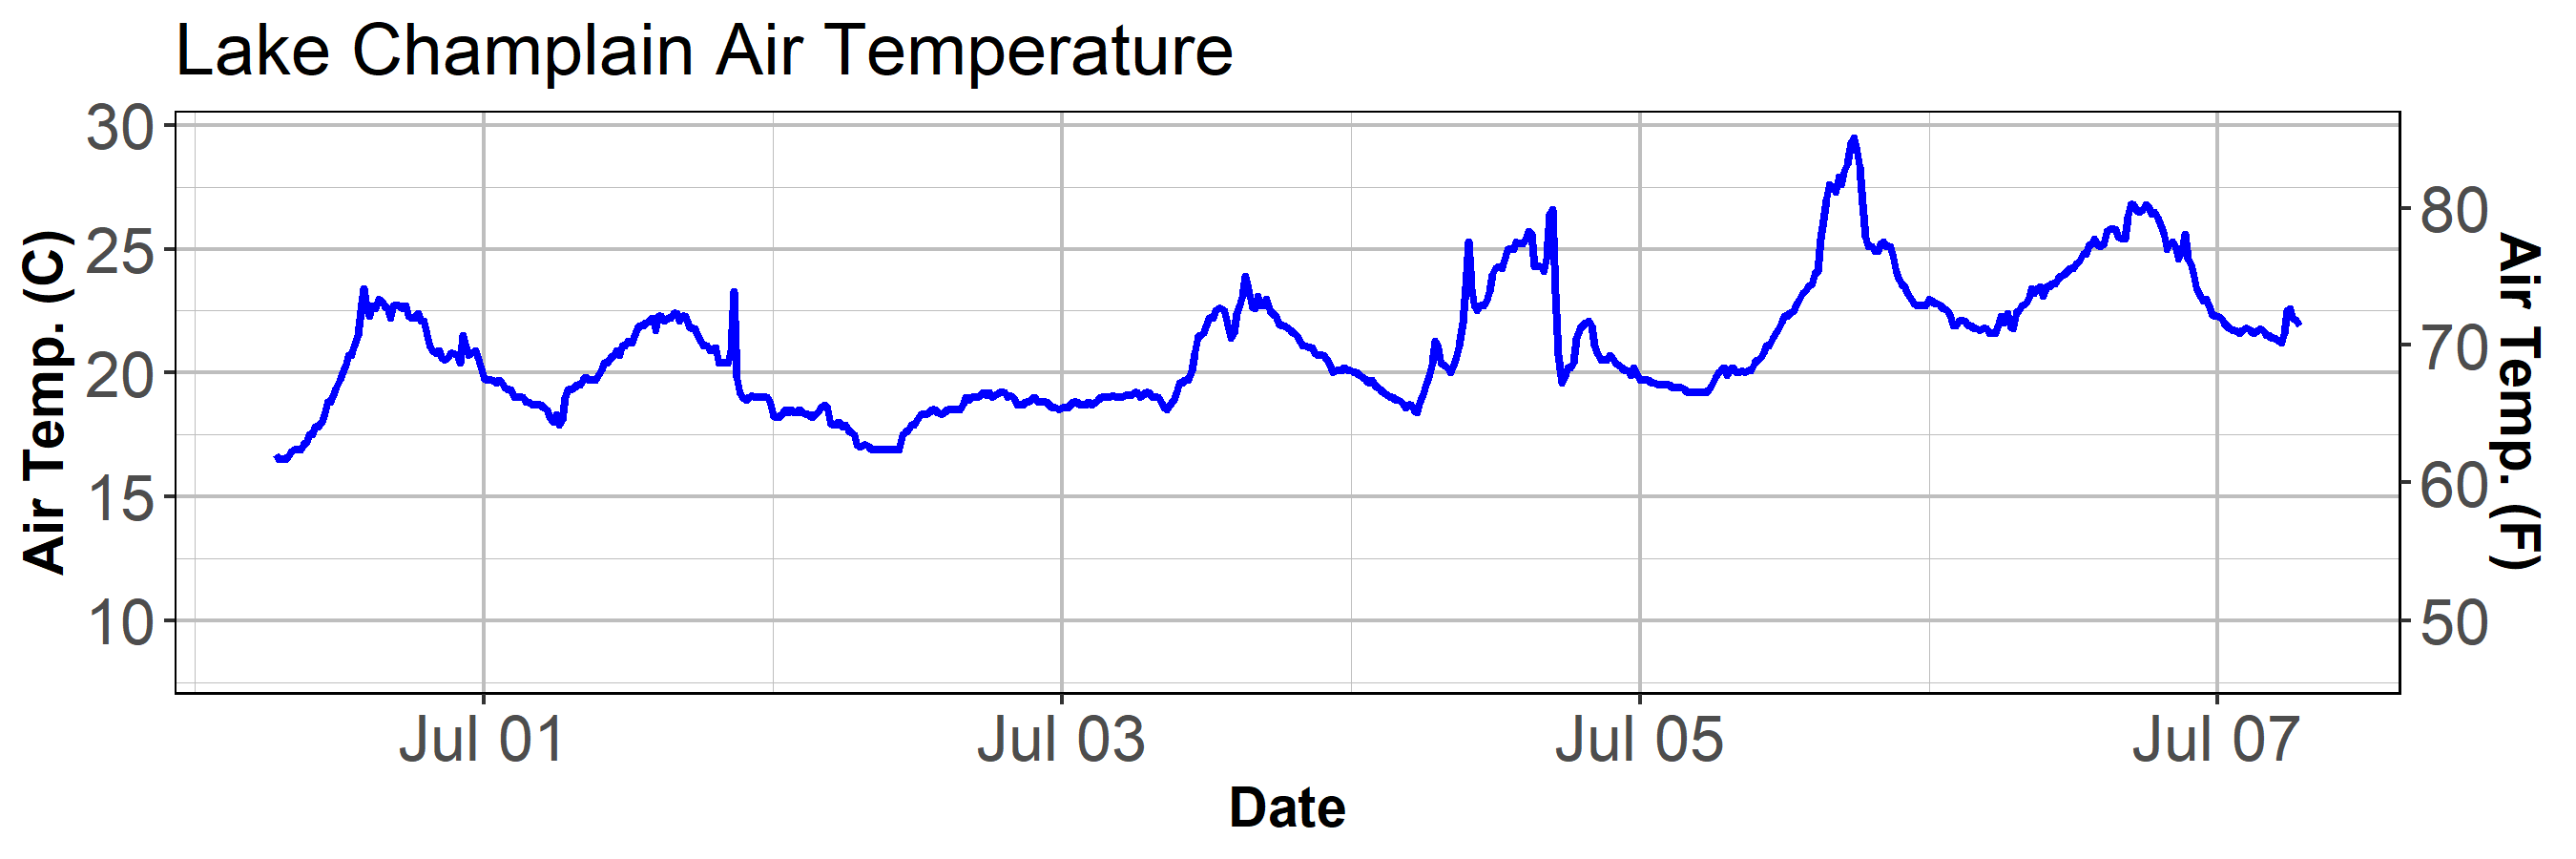 Lake Champlain Air Temperature
30
25
20
15
10
Air Temp. (C)
80
70
60
50
Air Temp. (F)
Jul 01 Jul 03 Jul 05 Jul 07
Date